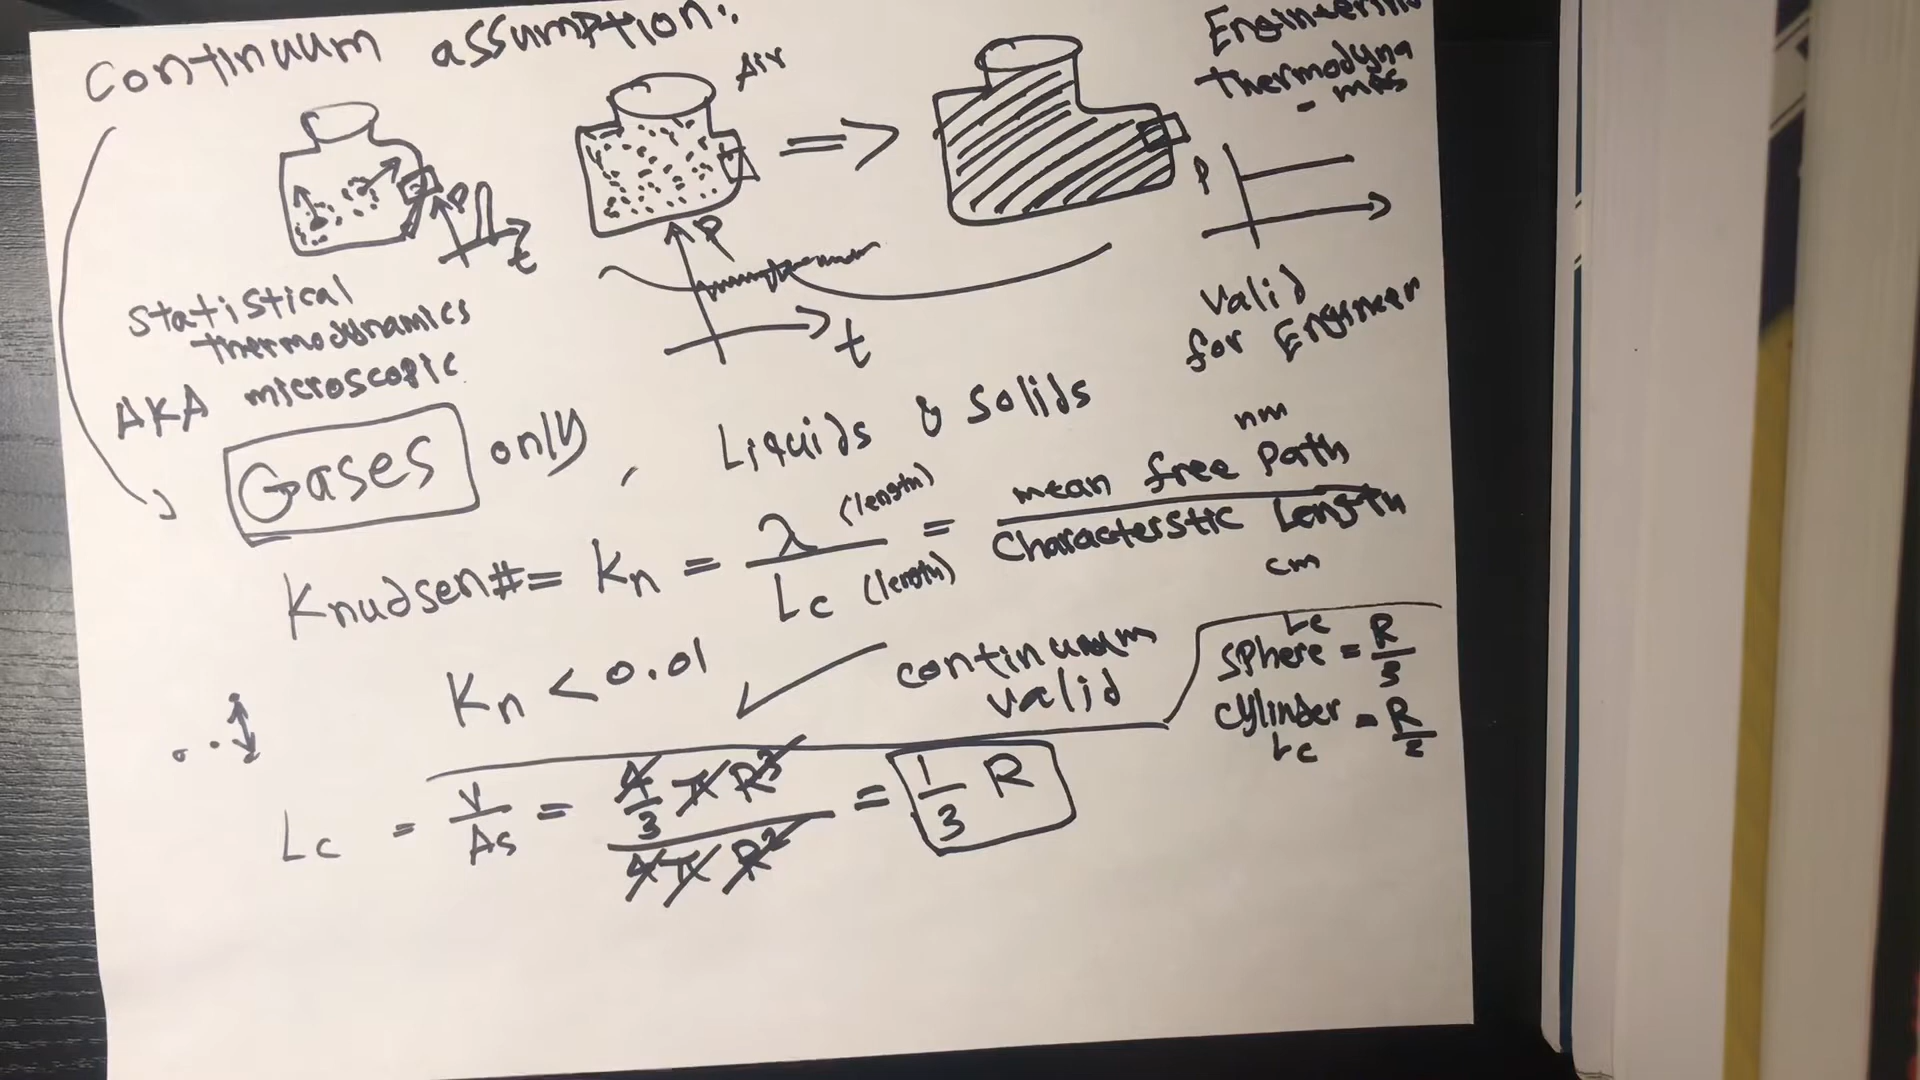 Continuum assumption:
Air
Engineering
thermodyna
-mics
P
t
P
t
P
Statistical
thermodynamics
AKA microscopic
Valid
for Engineer
Gases only, Liquids & Solids
Knudsen# = Kn = λ (length) / Lc (length) = mean free Path / Characterstic Length
nm
cm
Kn < 0.01
continuum
valid
Lc
Sphere = R/3
Cylinder = R/2
Lc
Lc = V/As = 4/3 π R³ / 4 π R² = 1/3 R